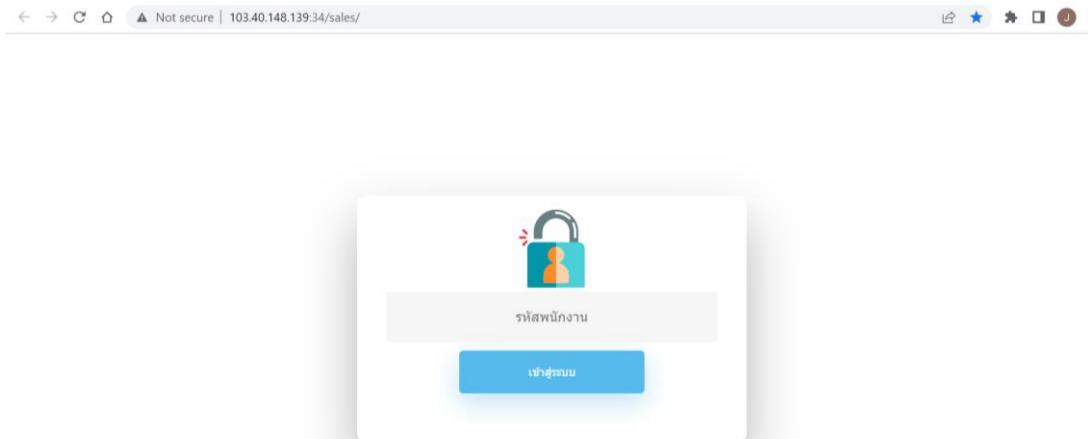 Not secure | 103.40.148.139:34/sales/
J
รหัสพนักงาน
เข้าสู่ระบบ